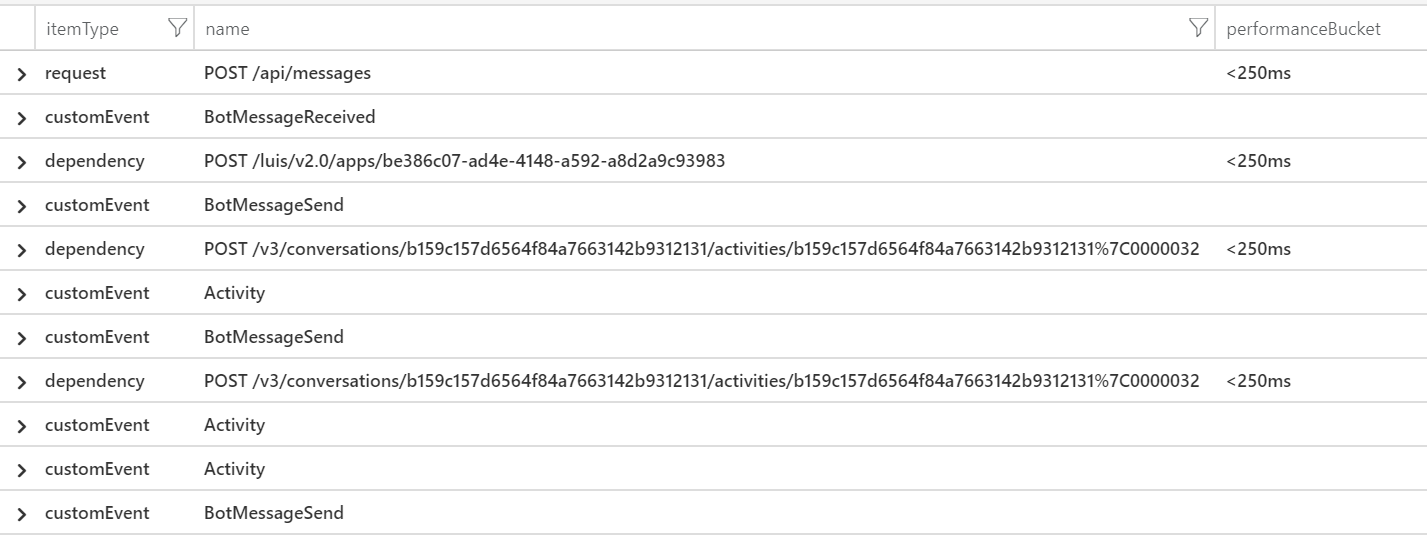 itemType name performanceBucket
request POST /api/messages <250ms
customEvent BotMessageReceived
dependency POST /luis/v2.0/apps/be386c07-ad4e-4148-a592-a8d2a9c93983 <250ms
customEvent BotMessageSend
dependency POST /v3/conversations/b159c157d6564f84a7663142b9312131/activities/b159c157d6564f84a7663142b9312131%7C0000032 <250ms
customEvent Activity
customEvent BotMessageSend
dependency POST /v3/conversations/b159c157d6564f84a7663142b9312131/activities/b159c157d6564f84a7663142b9312131%7C0000032 <250ms
customEvent Activity
customEvent Activity
customEvent BotMessageSend